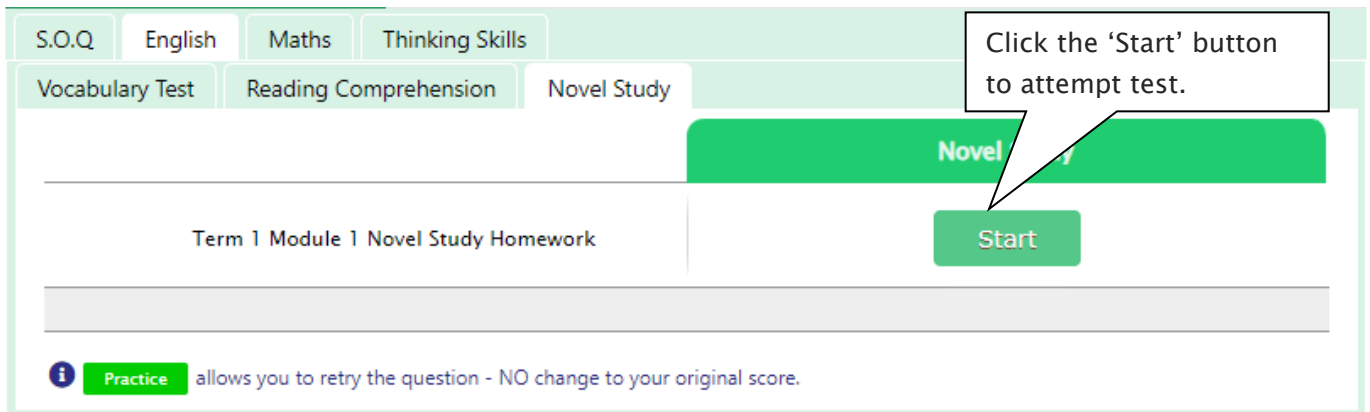 S.O.Q English Maths Thinking Skills
Click the ‘Start’ button
to attempt test.
Vocabulary Test Reading Comprehension Novel Study
Novel
Term 1 Module 1 Novel Study Homework
Start
Practice allows you to retry the question - NO change to your original score.